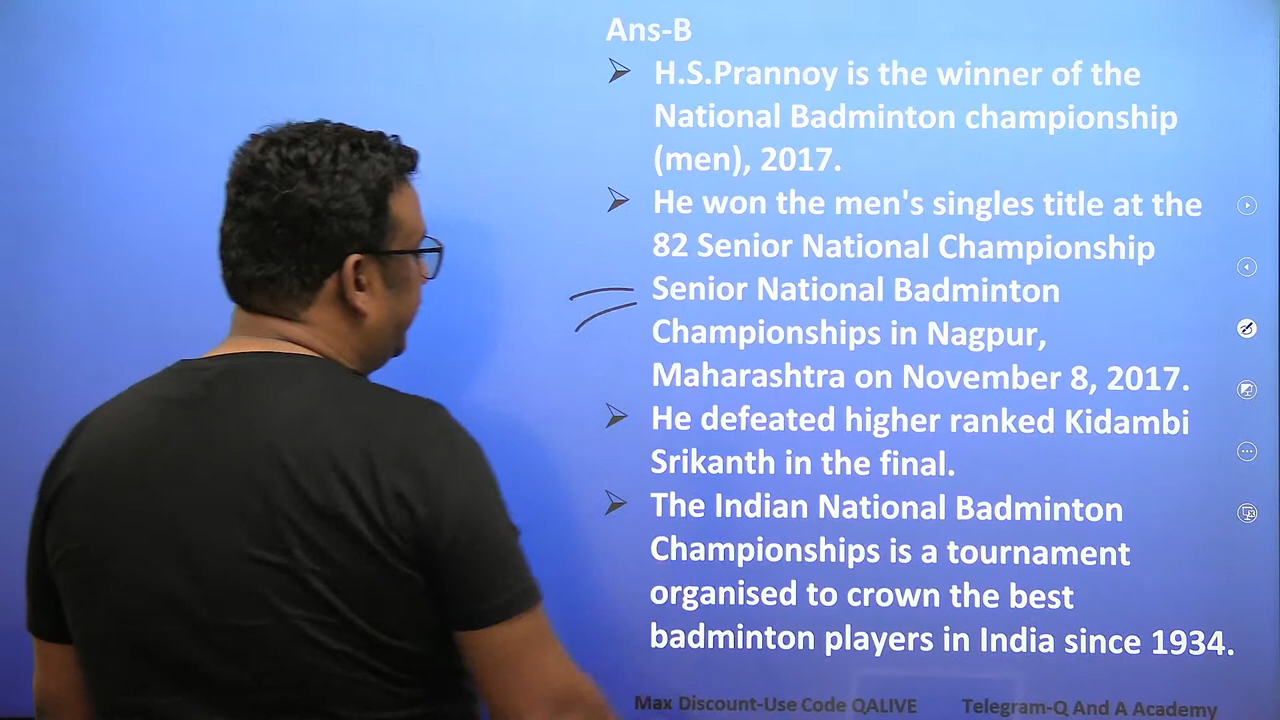 Ans-B
H.S.Prannoy is the winner of the
National Badminton championship
(men), 2017.
He won the men's singles title at the
82 Senior National Championship
Senior National Badminton
Championships in Nagpur,
Maharashtra on November 8, 2017.
He defeated higher ranked Kidambi
Srikanth in the final.
The Indian National Badminton
Championships is a tournament
organised to crown the best
badminton players in India since 1934.
Max Discount-Use Code QALIVE Telegram-Q And A Academy